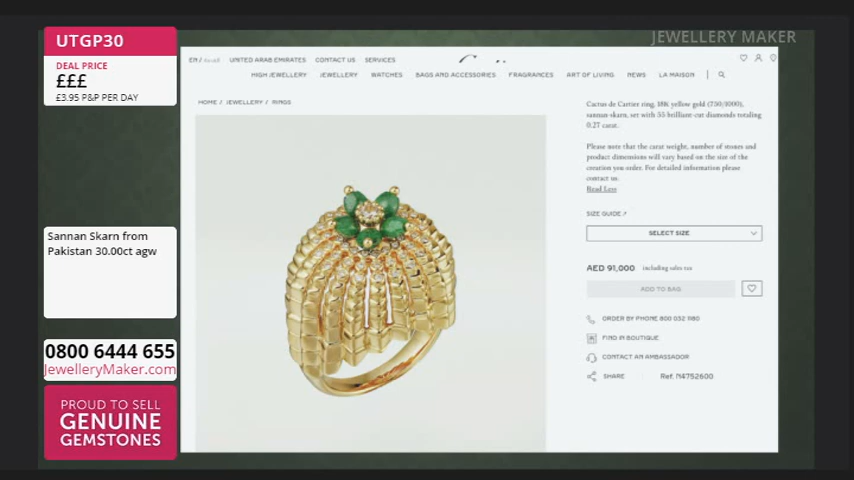 JEWELLERY MAKER
UTGP30
DEAL PRICE
£££
£3.95 P&P PER DAY
Sannan Skarn from
Pakistan 30.00ct agw
0800 6444 655
JewelleryMaker.com
PROUD TO SELL
GENUINE
GEMSTONES
EN /
UNITED ARAB EMIRATES CONTACT US SERVICES
HIGH JEWELLERY JEWELLERY WATCHES BAGS AND ACCESSORIES FRAGRANCES ART OF LIVING NEWS LA MAISON
HOME / JEWELLERY / RINGS
Cactus de Cartier ring, 18K yellow gold (750/1000),
sannan-skarn, set with 55 brilliant-cut diamonds totaling
0.27 carat.
Please note that the carat weight, number of stones and
product dimensions will vary based on the size of the
creation you order. For detailed information please
contact us.
Read Less
SIZE GUIDE
SELECT SIZE
AED 91,000 including sales tax
ADD TO BAG
ORDER BY PHONE 800 032 1180
FIND IN BOUTIQUE
CONTACT AN AMBASSADOR
SHARE Ref. N4752600